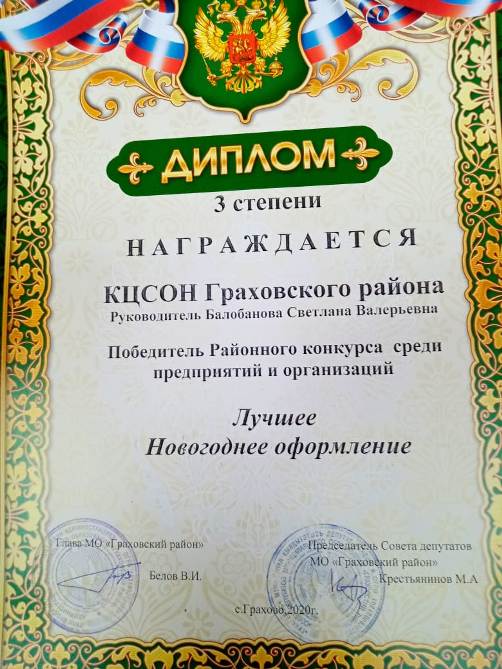 ДИПЛОМ
3 степени
НАГРАЖДАЕТСЯ
КЦСОН Граховского района
Руководитель Балобанова Светлана Валерьевна
Победитель Районного конкурса среди
предприятий и организаций
Лучшее
Новогоднее оформление
Глава МО «Граховский район»
Белов В.И.
Председатель Совета депутатов
МО «Граховский район»
Крестьянинов М.А
с.Грахово,2020г.